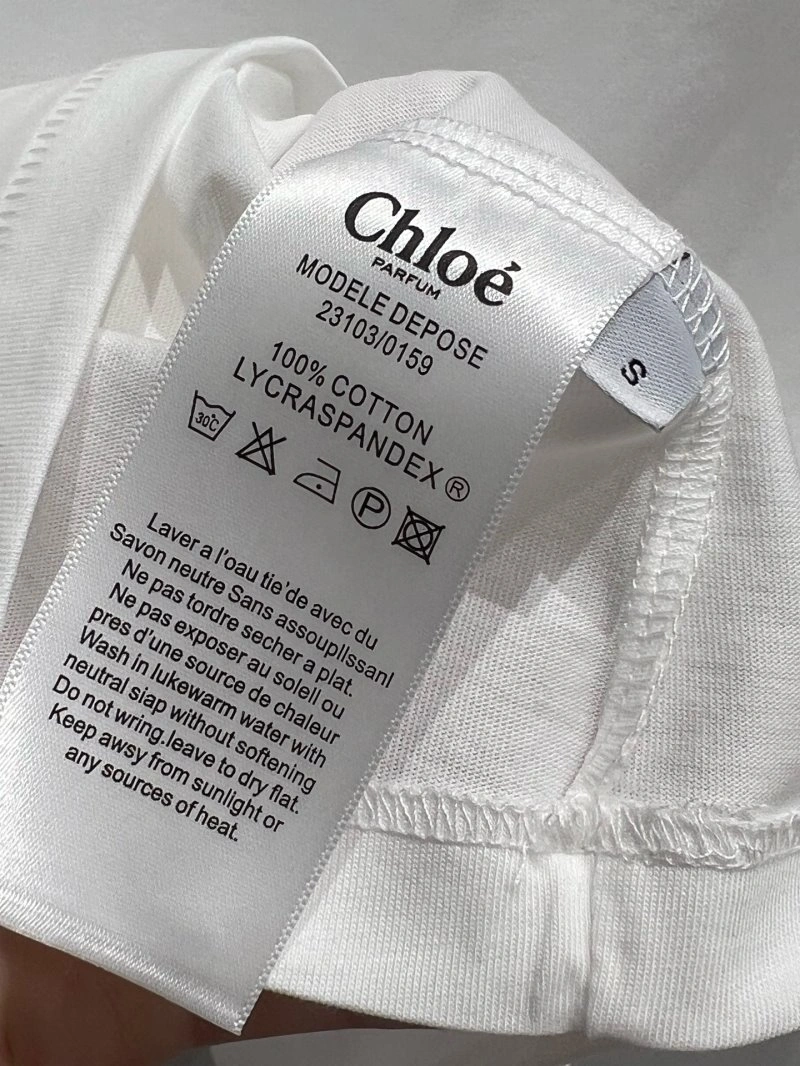 Chloé
PARFUM
MODELE DEPOSE
23103/0159
100% COTTON
LYCRASPANDEX®
30℃
P
Laver a l'oau tie'de avec du
Savon neutre Sans assouplissanl
Ne pas tordre secher a plat.
Ne pas exposer au soleil ou
pres d'une source de chaleur
Wash in lukewarm water with
neutral siap without softening
Do not wring.leave to dry flat.
Keep awsy from sunlight or
any sources of heat.
S